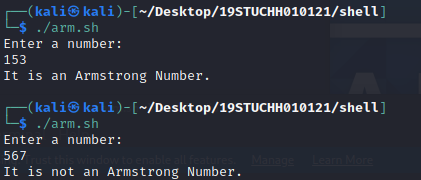 ┌──(kali㉿kali)-[~/Desktop/19STUCHH010121/shell]
└─$ ./arm.sh
Enter a number:
153
It is an Armstrong Number.
┌──(kali㉿kali)-[~/Desktop/19STUCHH010121/shell]
└─$ ./arm.sh
Enter a number:
567
this window to enable all features. Manage Learn More
It is not an Armstrong Number.